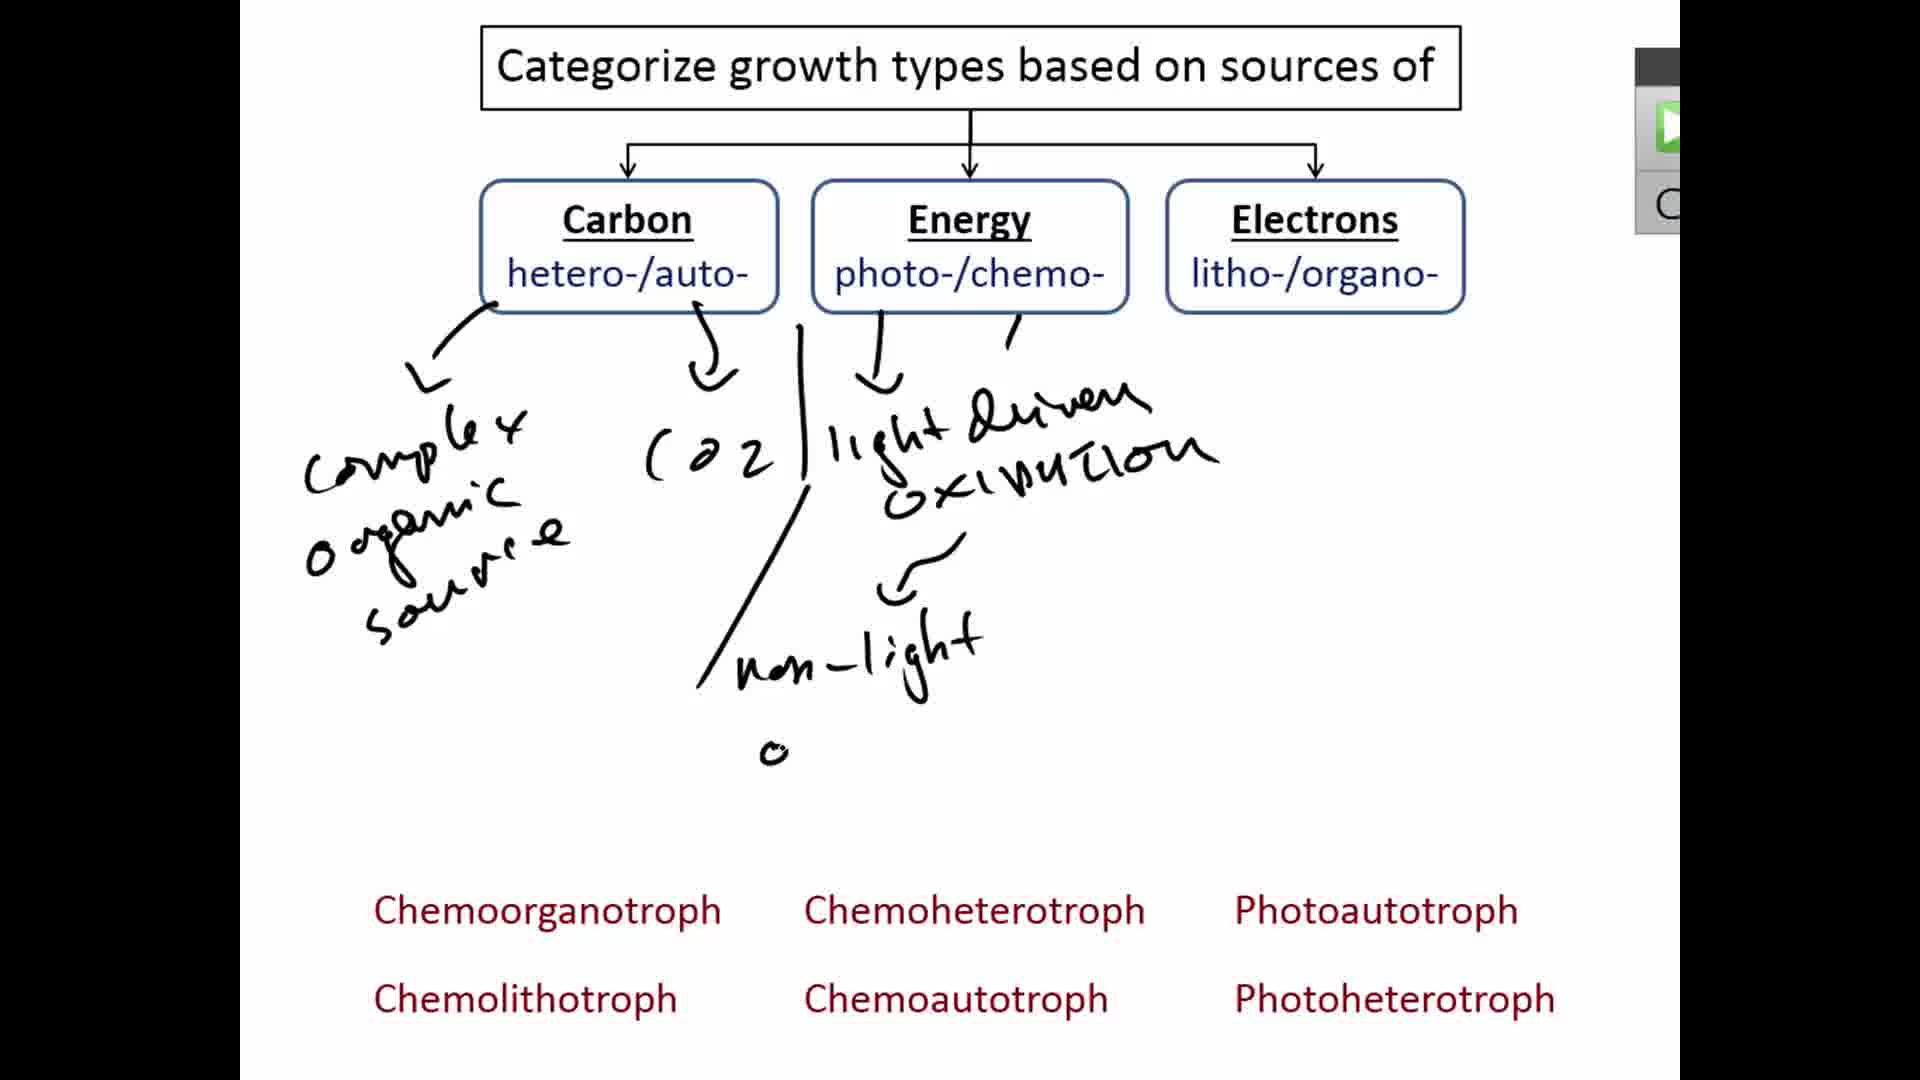 Categorize growth types based on sources of
Carbon
hetero-/auto-
Energy
photo-/chemo-
Electrons
litho-/organo-
complex
organic
source
CO2
light driven
oxidation
non-light
o
Chemoorganotroph
Chemoheterotroph
Photoautotroph
Chemolithotroph
Chemoautotroph
Photoheterotroph